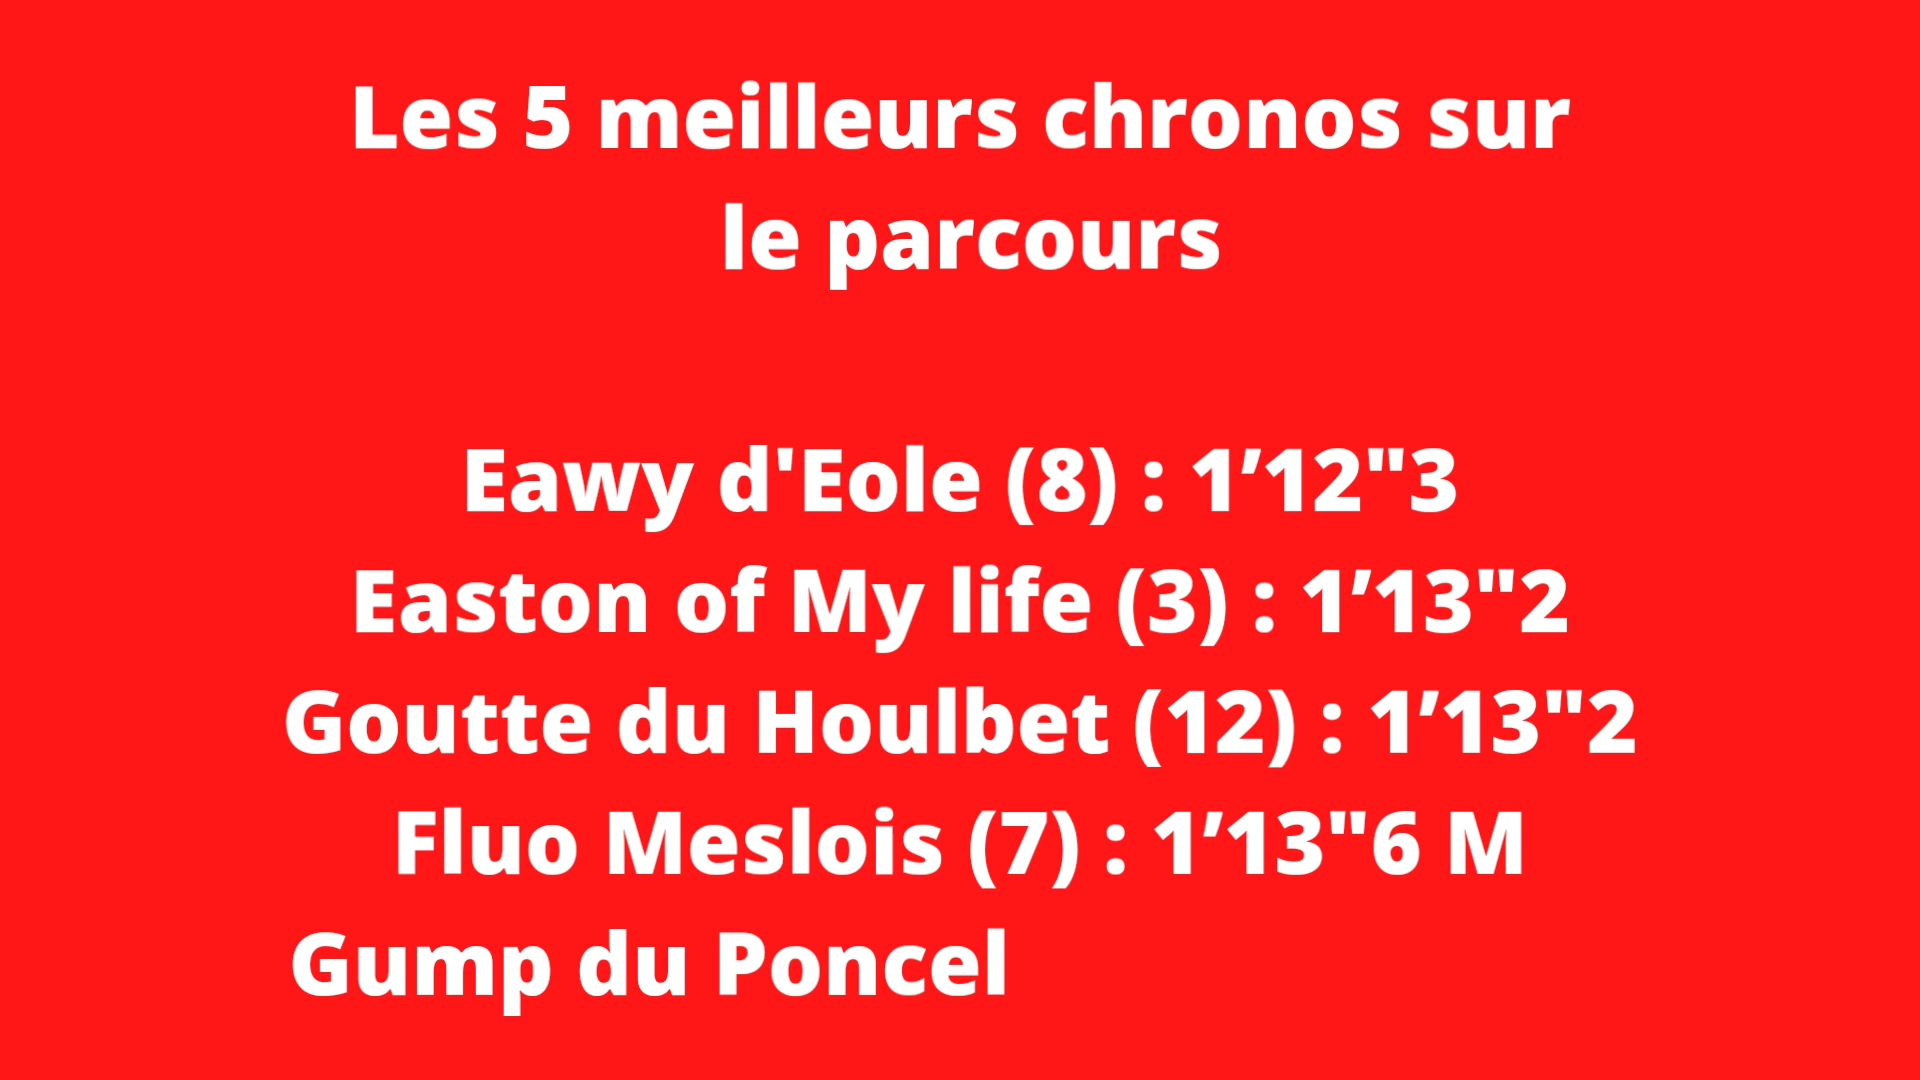 Les 5 meilleurs chronos sur
le parcours
Eawy d'Eole (8) : 1’12"3
Easton of My life (3) : 1’13"2
Goutte du Houlbet (12) : 1’13"2
Fluo Meslois (7) : 1’13"6 M
Gump du Poncel